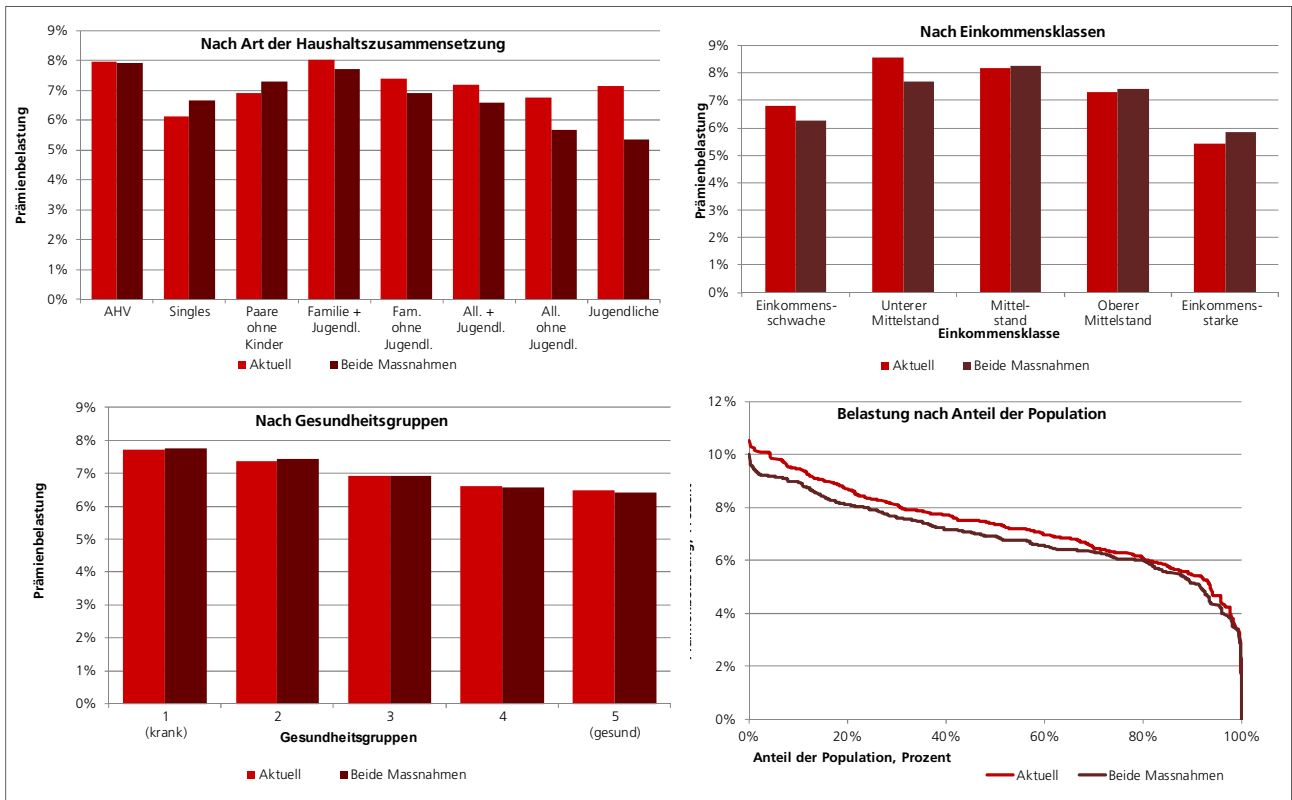 Nach Art der Haushaltszusammensetzung
9%
8%
7%
6%
5%
4%
3%
2%
1%
0%
Prämienbelastung
AHV
Singles
Paare
ohne
Kinder
Familie +
Jugendl.
Fam.
ohne
Jugendl.
All. +
Jugendl.
All.
ohne
Jugendl.
Jugendliche
Aktuell
Beide Massnahmen
Nach Einkommensklassen
9%
8%
7%
6%
5%
4%
3%
2%
1%
0%
Prämienbelastung
Einkommens-
schwache
Unterer
Mittelstand
Mittel-
stand
Oberer
Mittelstand
Einkommens-
starke
Einkommensklasse
Aktuell
Beide Massnahmen
Nach Gesundheitsgruppen
9%
8%
7%
6%
5%
4%
3%
2%
1%
0%
Prämienbelastung
1
(krank)
2
3
4
5
(gesund)
Gesundheitsgruppen
Aktuell
Beide Massnahmen
Belastung nach Anteil der Population
12%
10%
8%
6%
4%
2%
0%
0%
20%
40%
60%
80%
100%
Anteil der Population, Prozent
Aktuell
Beide Massnahmen